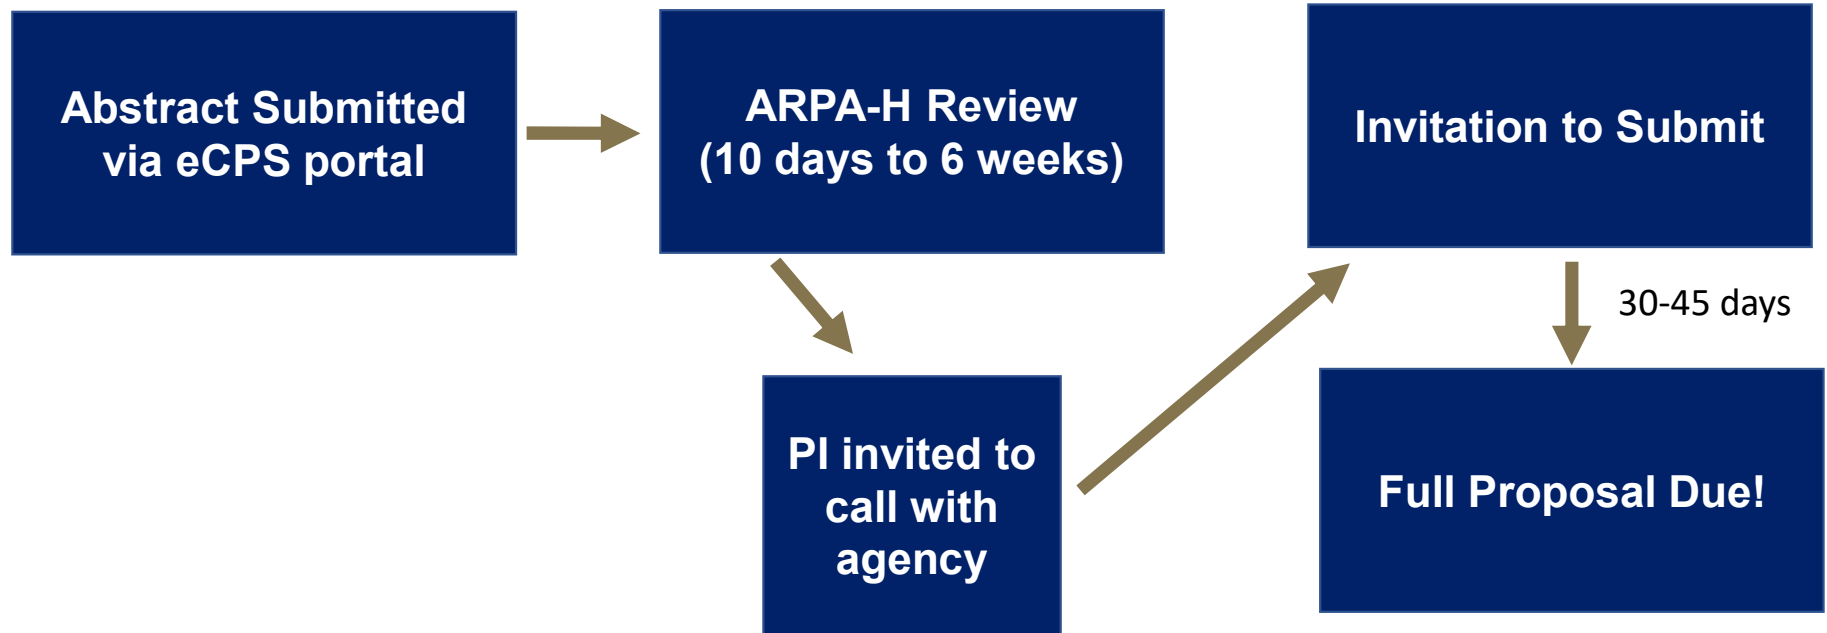 Abstract Submitted
via eCPS portal
ARPA-H Review
(10 days to 6 weeks)
PI invited to
call with
agency
Invitation to Submit
30-45 days
Full Proposal Due!